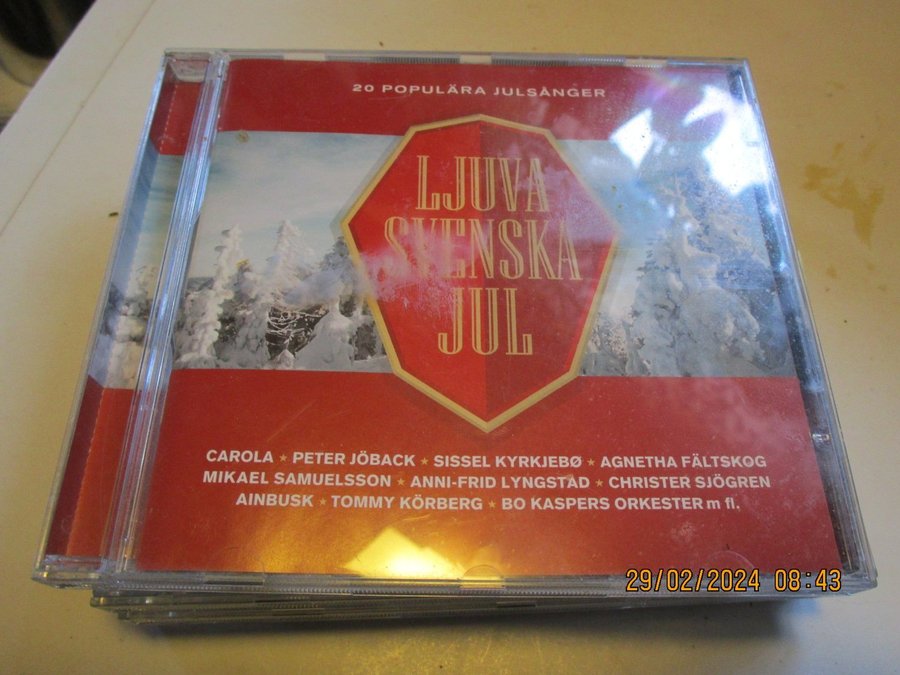 20 POPULÄRA JULSÅNGER
LJUVA
SVENSKA
JUL
CAROLA ★ PETER JÖBACK ★ SISSEL KYRKJEBØ ★ AGNETHA FÄLTSKOG
MIKAEL SAMUELSSON ★ ANNI-FRID LYNGSTAD ★ CHRISTER SJÖGREN
AINBUSK ★ TOMMY KÖRBERG ★ BO KASPERS ORKESTER m fl.
29/02/2024 08:43